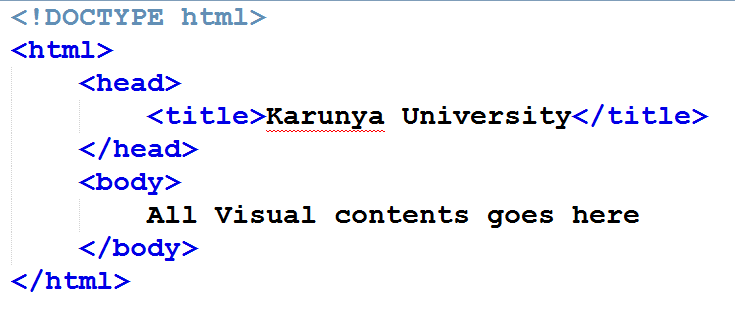 <!DOCTYPE html>
<html>
<head>
<title>Karunya University</title>
</head>
<body>
All Visual contents goes here
</body>
</html>